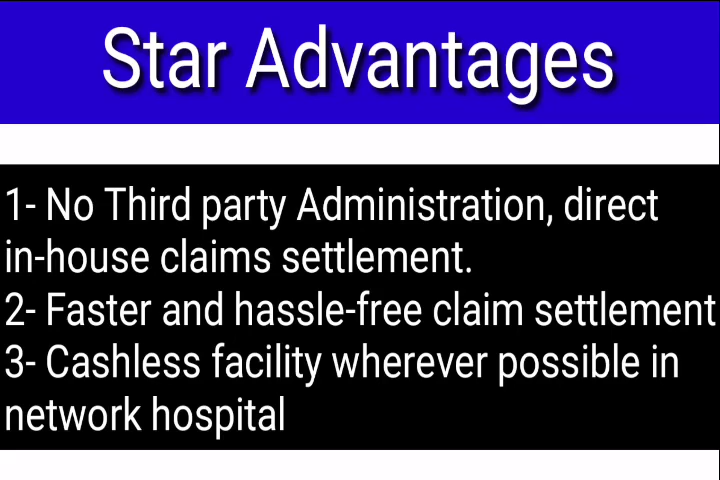 Star Advantages
1- No Third party Administration, direct
in-house claims settlement.
2- Faster and hassle-free claim settlement
3- Cashless facility wherever possible in
network hospital